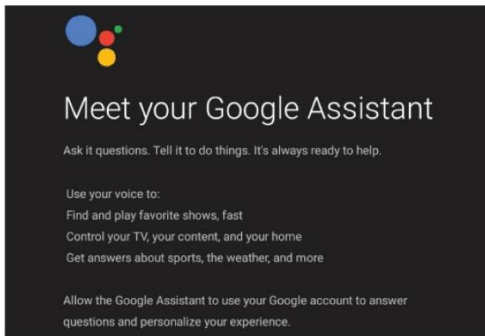 Meet your Google Assistant
Ask it questions. Tell it to do things. It's always ready to help.
Use your voice to:
Find and play favorite shows, fast
Control your TV, your content, and your home
Get answers about sports, the weather, and more
Allow the Google Assistant to use your Google account to answer
questions and personalize your experience.